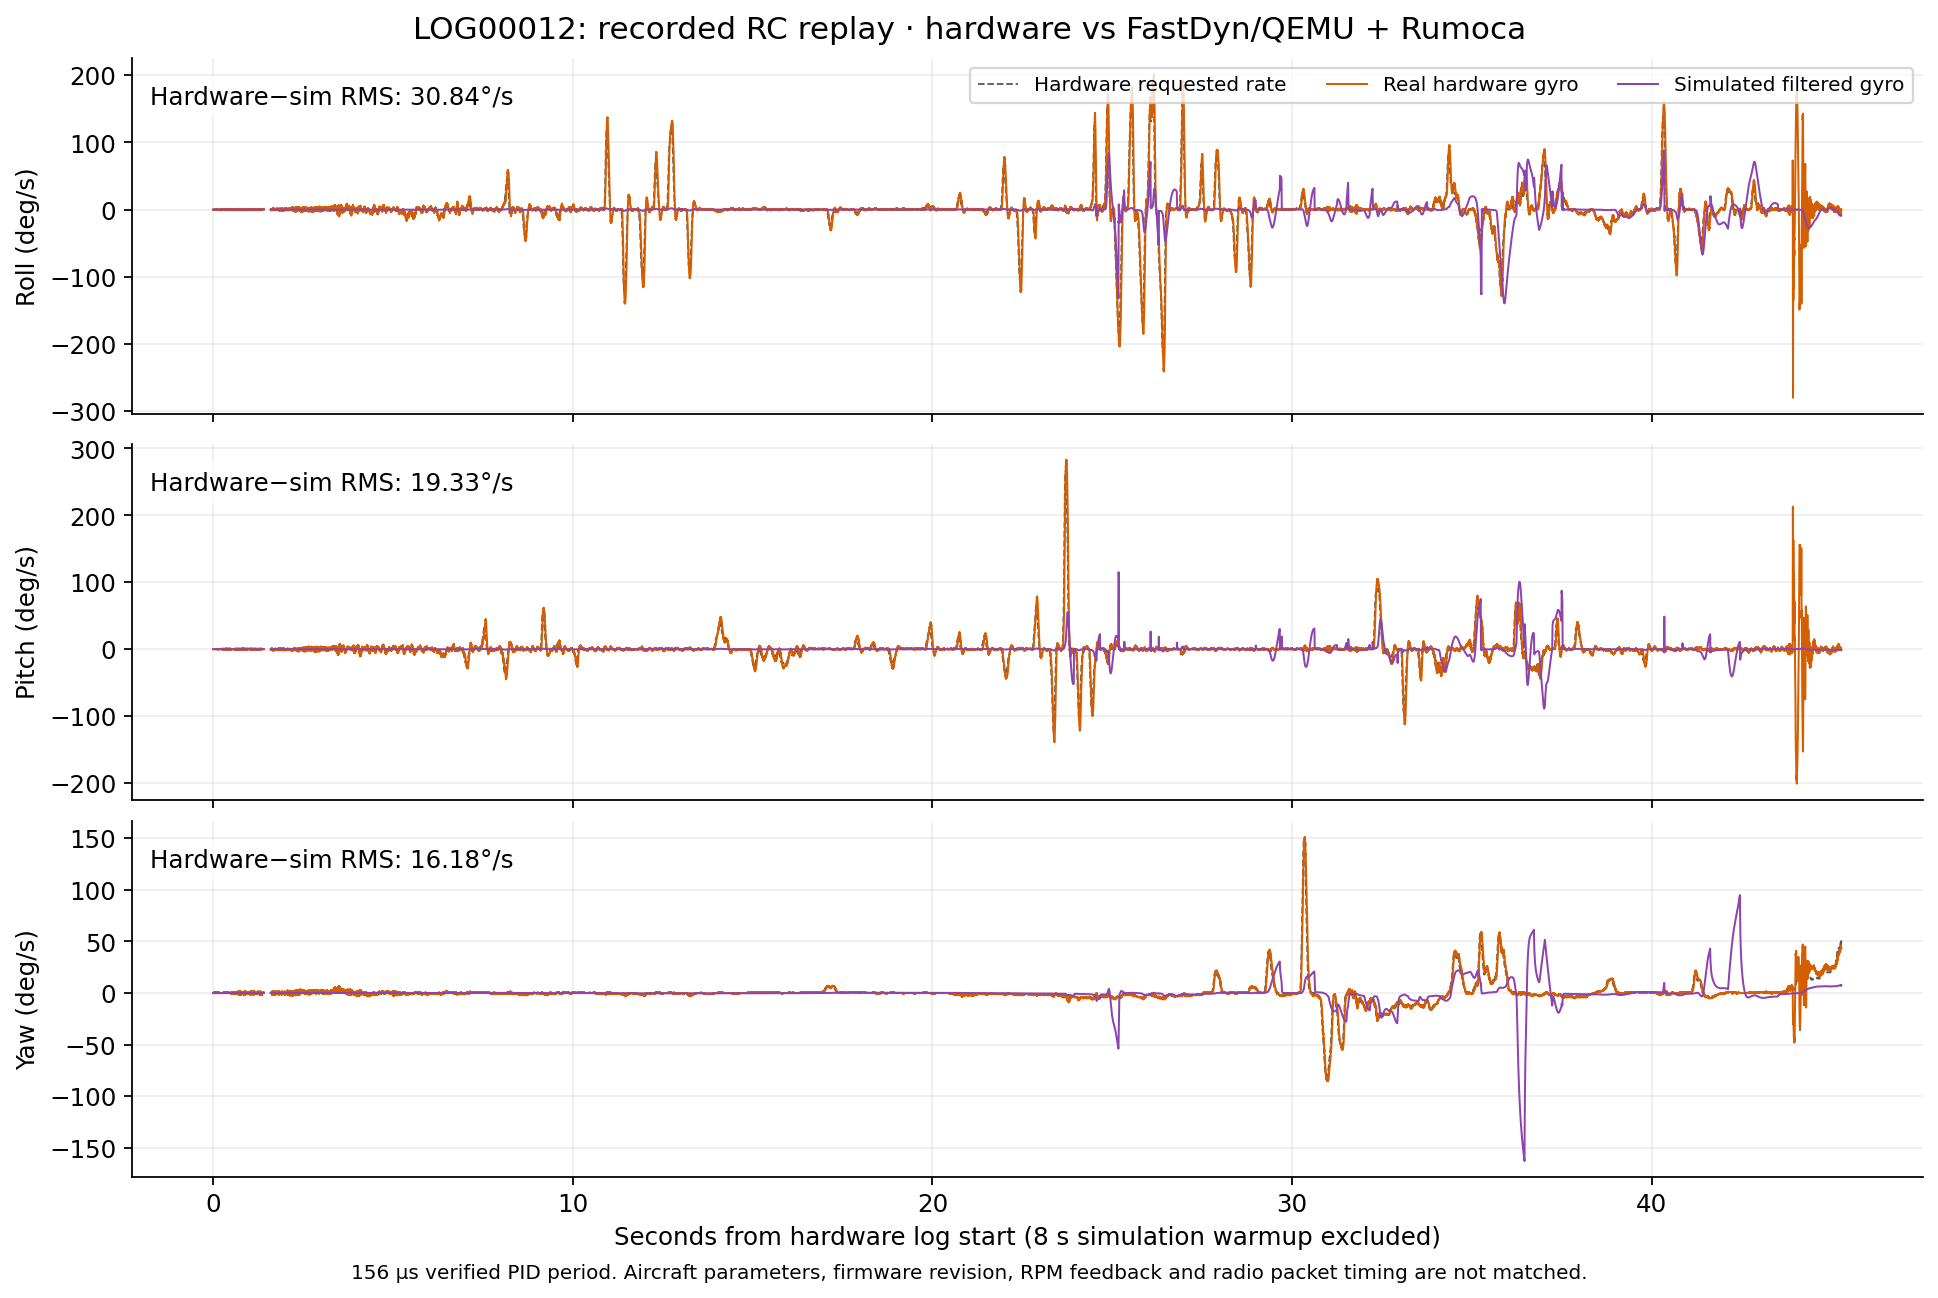 LOG00012: recorded RC replay · hardware vs FastDyn/QEMU + Rumoca
Hardware requested rate
Real hardware gyro
Simulated filtered gyro
Hardware−sim RMS: 30.84°/s
Roll (deg/s)
200
100
0
−100
−200
−300
Hardware−sim RMS: 19.33°/s
Pitch (deg/s)
300
200
100
0
−100
−200
Hardware−sim RMS: 16.18°/s
Yaw (deg/s)
150
100
50
0
−50
−100
−150
0 10 20 30 40
Seconds from hardware log start (8 s simulation warmup excluded)
156 µs verified PID period. Aircraft parameters, firmware revision, RPM feedback and radio packet timing are not matched.